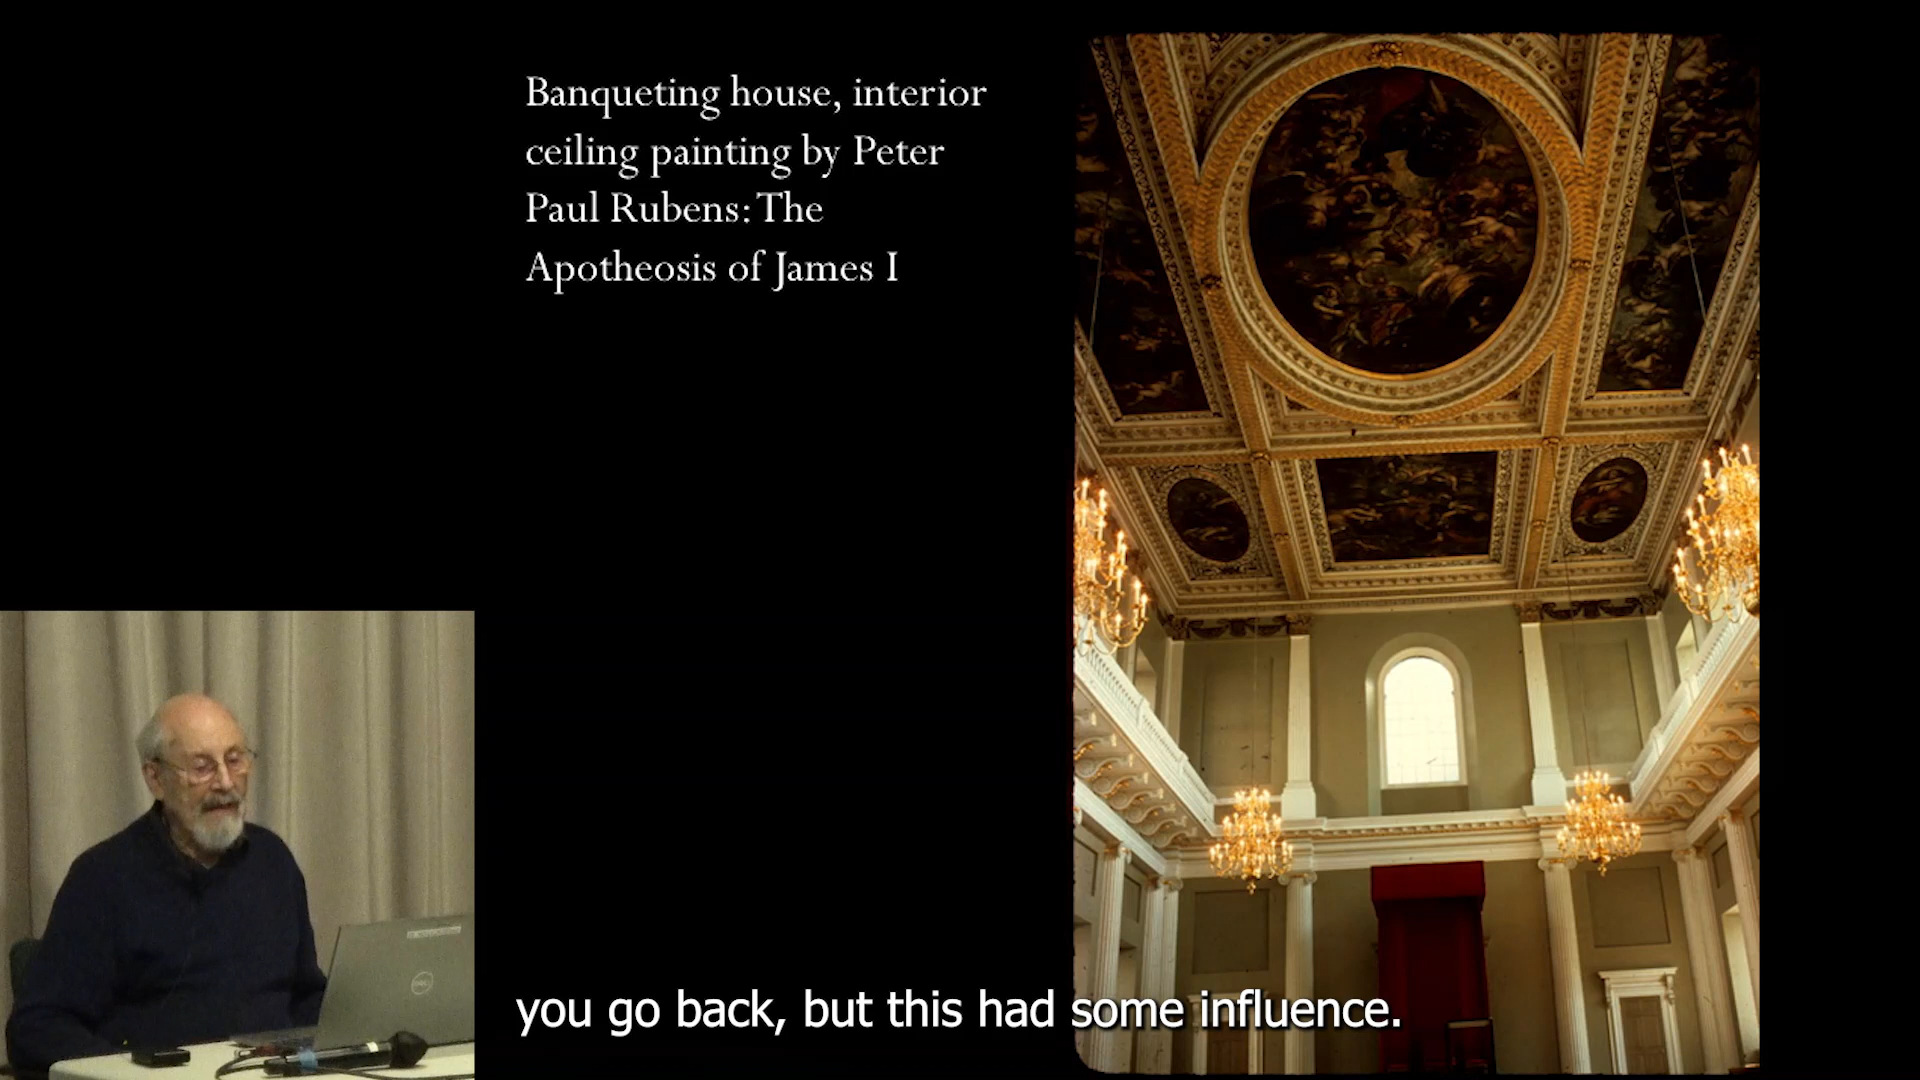 Banqueting house, interior
ceiling painting by Peter
Paul Rubens: The
Apotheosis of James I
DELL
you go back, but this had some influence.